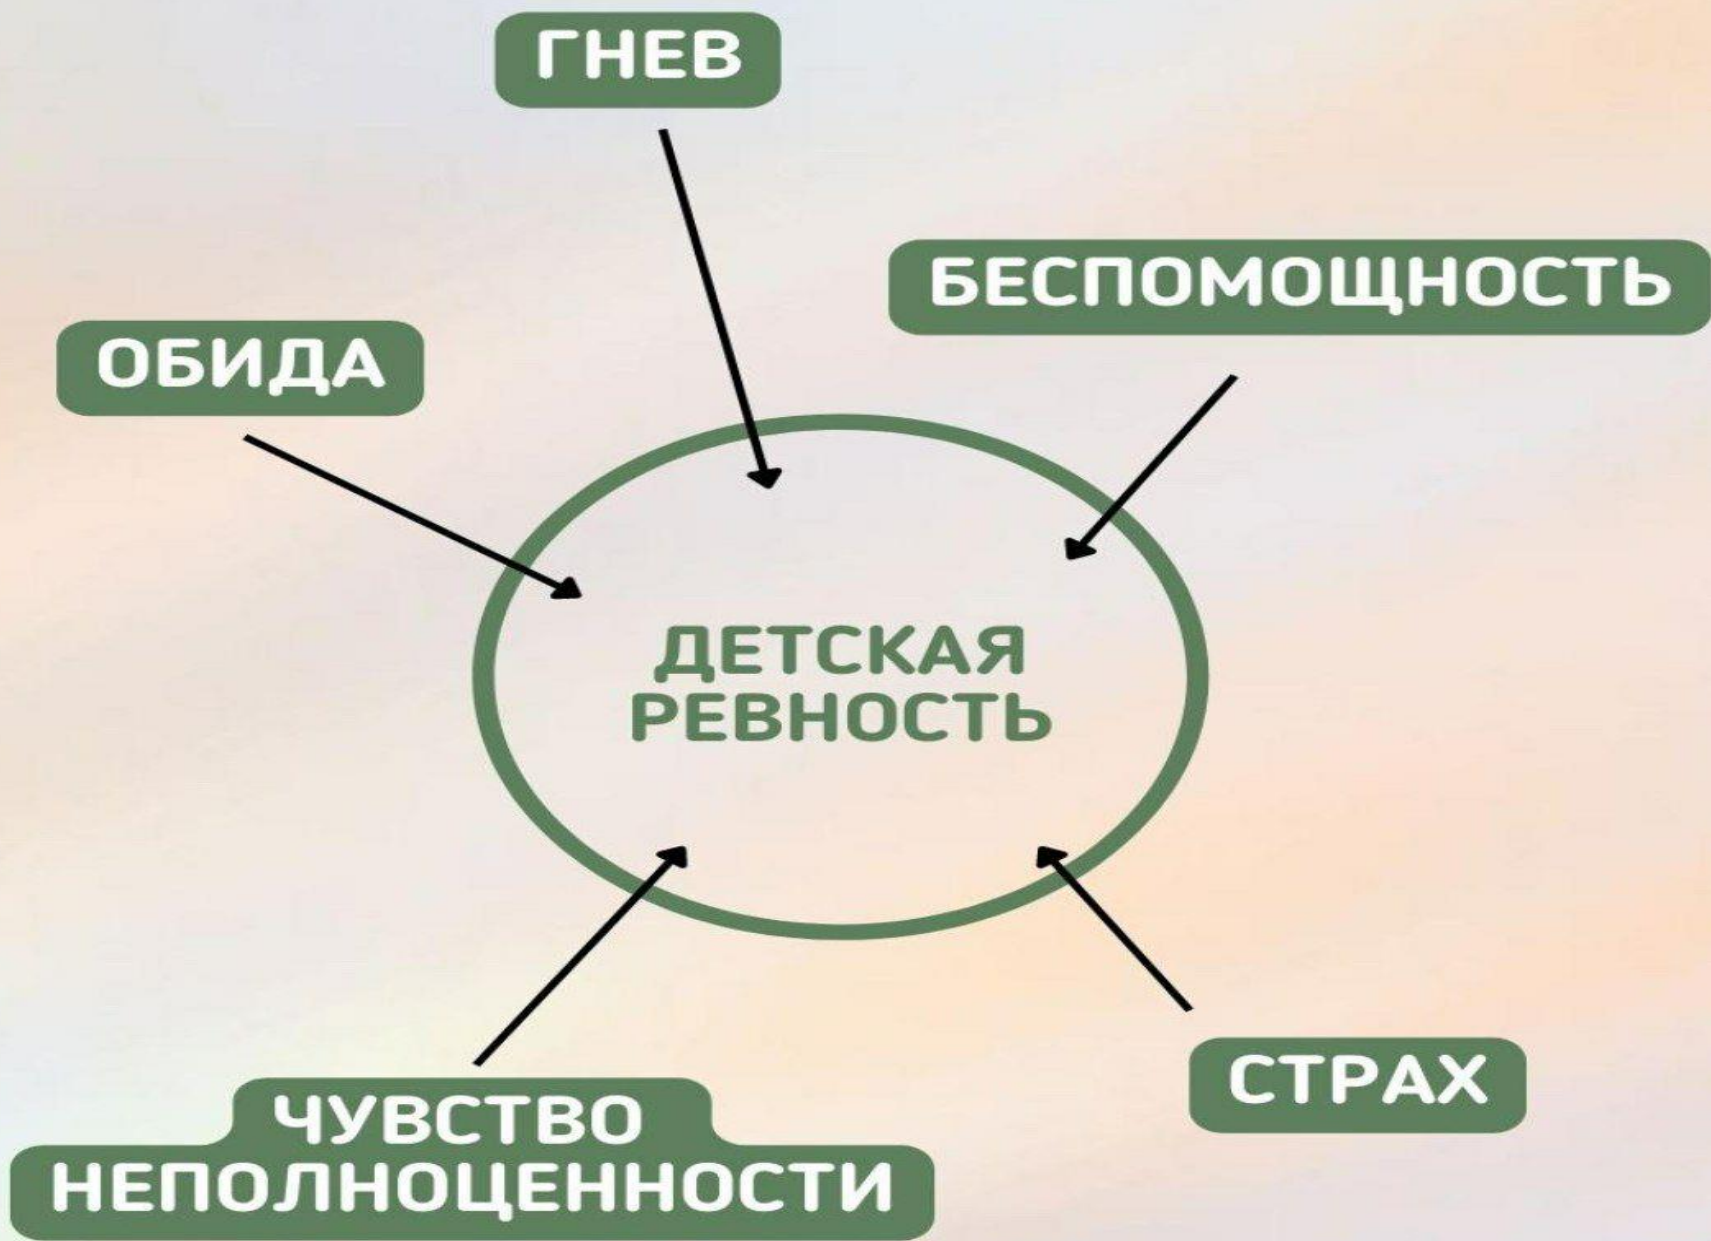 ГНЕВ
БЕСПОМОЩНОСТЬ
ОБИДА
ДЕТСКАЯ
РЕВНОСТЬ
СТРАХ
ЧУВСТВО
НЕПОЛНОЦЕННОСТИ